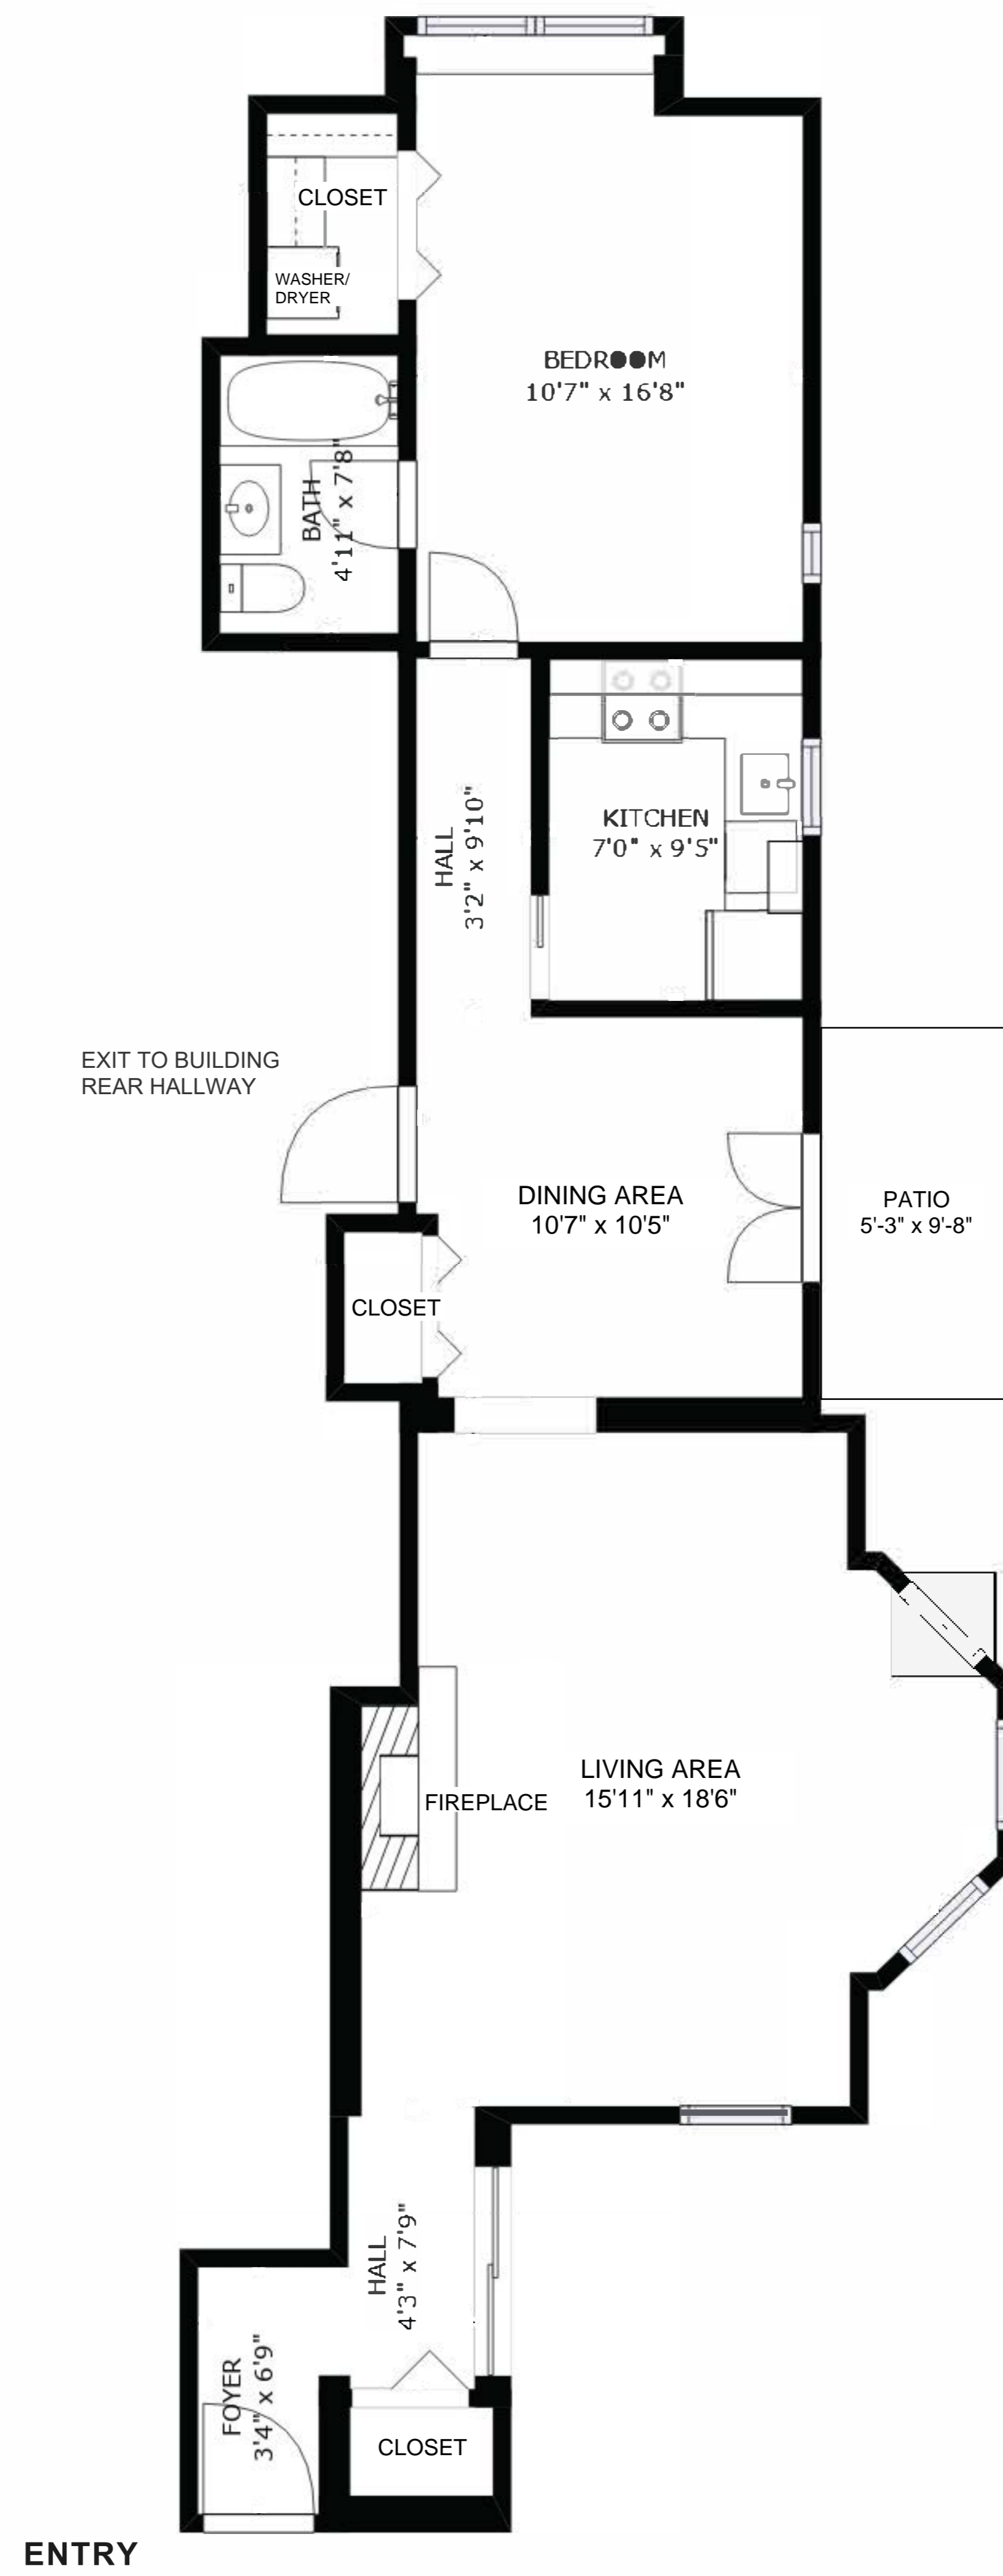 CLOSET
WASHER/
DRYER
BEDROOM
10'7" x 16'8"
BATH
4'11" x 7'8"
KITCHEN
7'0" x 9'5"
HALL
3'2" x 9'10"
EXIT TO BUILDING
REAR HALLWAY
DINING AREA
10'7" x 10'5"
PATIO
5'-3" x 9'-8"
CLOSET
LIVING AREA
15'11" x 18'6"
FIREPLACE
HALL
4'3" x 7'9"
FOYER
3'4" x 6'9"
CLOSET
ENTRY